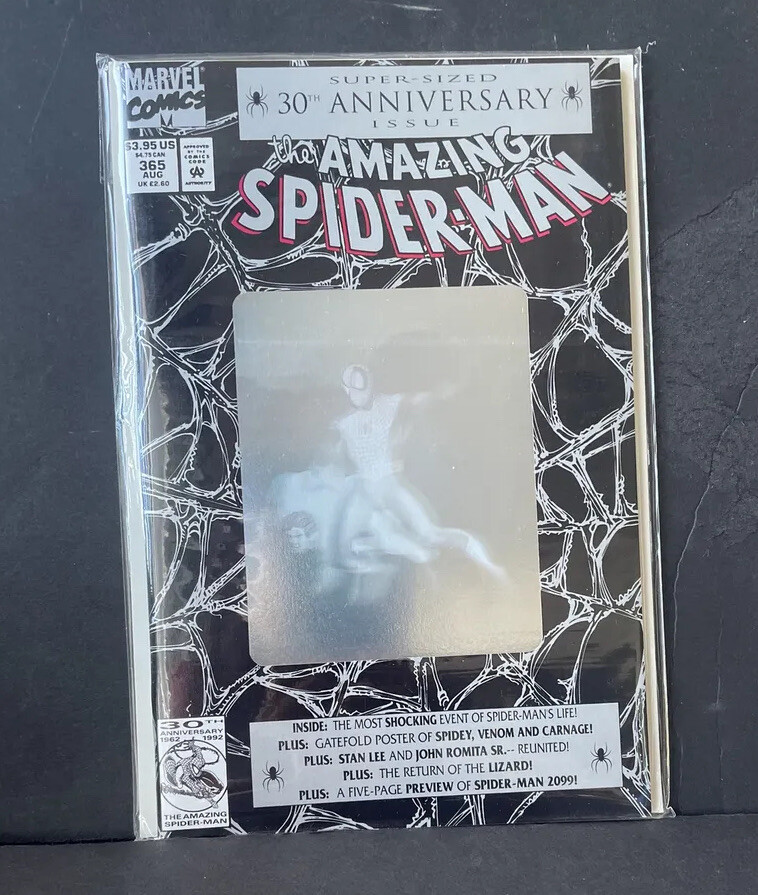 MARVEL
COMICS
M
SUPER-SIZED
30TH ANNIVERSARY
ISSUE
$3.95 US
$4.75 CAN
365
AUG
UK £2.60
APPROVED
BY THE
COMICS
CODE
CA
AUTHORITY
the AMAZING
SPIDER-MAN
INSIDE: THE MOST SHOCKING EVENT OF SPIDER-MAN'S LIFE!
PLUS: GATEFOLD POSTER OF SPIDEY, VENOM AND CARNAGE!
PLUS: STAN LEE AND JOHN ROMITA SR.-- REUNITED!
PLUS: THE RETURN OF THE LIZARD!
PLUS: A FIVE-PAGE PREVIEW OF SPIDER-MAN 2099!
30TH
ANNIVERSARY
1962 1992
THE AMAZING
SPIDER-MAN